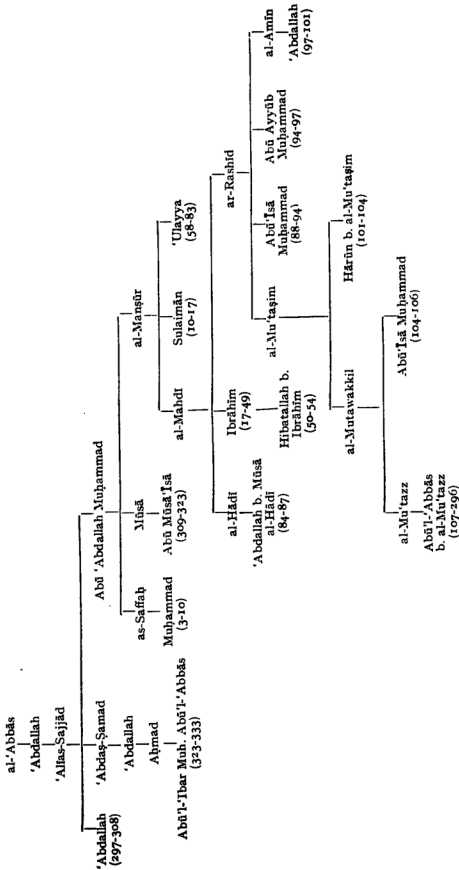 al-‘Abbās
‘Abdallah
‘Alīas-Sajjād
‘Abdallah
(297-308)
‘Abdaṣ-Ṣamad
Abū ‘Abdallah Muḥammad
‘Abdallah
Aḥmad
Abū’l-‘Ibar Muḥ. Abū’l-‘Abbās
(323-333)
as-Saffaḥ
Mūsā
al-Manṣūr
Muḥammad
(3-10)
Abū Mūsā‘Īsā
(309-323)
al-Mahdī
Sulaimān
(10-17)
‘Ulayya
(58-83)
al-Hādī
Ibrāhīm
(17-49)
ar-Rashīd
‘Abdallah b. Mūsā
al-Hādī
(84-87)
Hibatallah b.
Ibrāhīm
(50-54)
al-Mu‘taṣim
Abū‘Īsā
Muḥammad
(88-94)
Abū Ayyūb
Muḥammad
(94-97)
al-Amīn
‘Abdallah
(97-101)
al-Mutawakkil
Hārūn b. al-Mu‘taṣim
(101-104)
al-Mu‘tazz
Abū’l-‘Abbās
b. al-Mu‘tazz
(107-296)
Abū‘Īsā Muḥammad
(104-106)